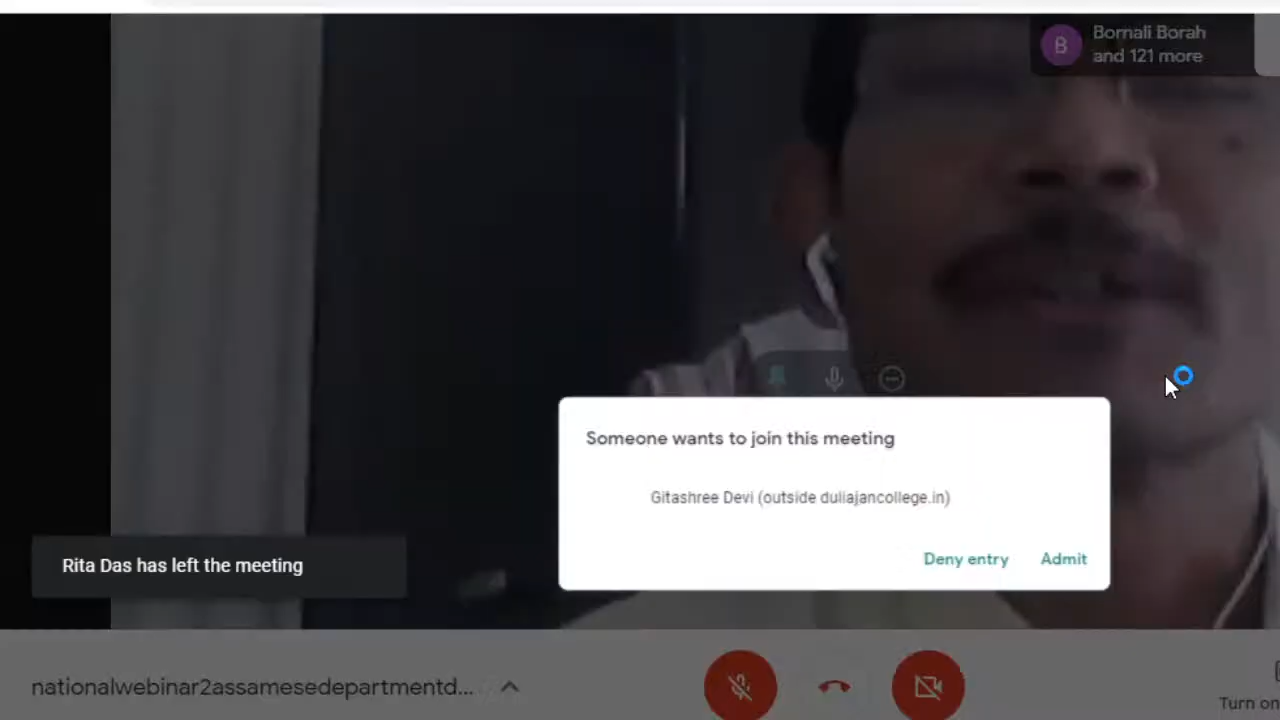 Bornali Borah
and 121 more
B
Someone wants to join this meeting
Gitashree Devi (outside duliajancollege.in)
Deny entry Admit
Rita Das has left the meeting
nationalwebinar2assamesedepartmentd...
Turn on